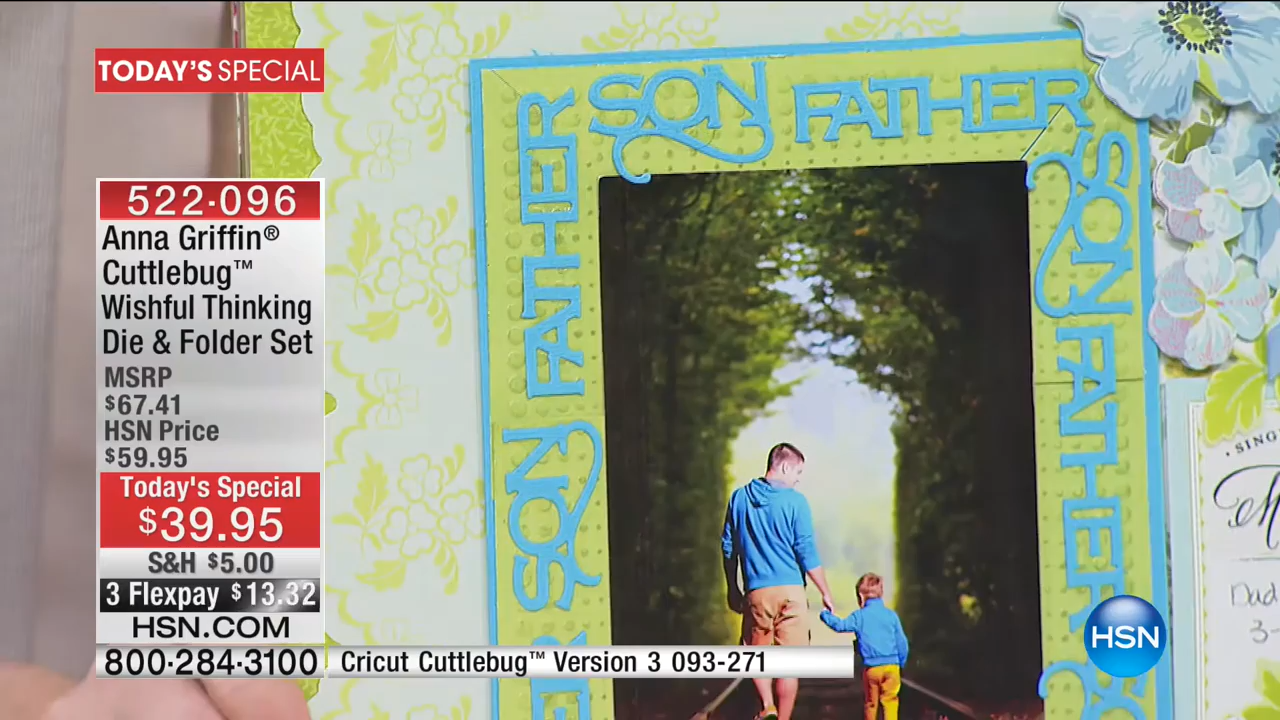 TODAY'S SPECIAL
522·096
Anna Griffin®
Cuttlebug™
Wishful Thinking
Die & Folder Set
MSRP
$67.41
HSN Price
$59.95
Today's Special
$39.95
S&H $5.00
3 Flexpay $13.32
HSN.COM
800·284·3100
Cricut Cuttlebug™ Version 3 093-271
HSN
SON FATHER
FATHER
SON
SON
FATHER
Dad